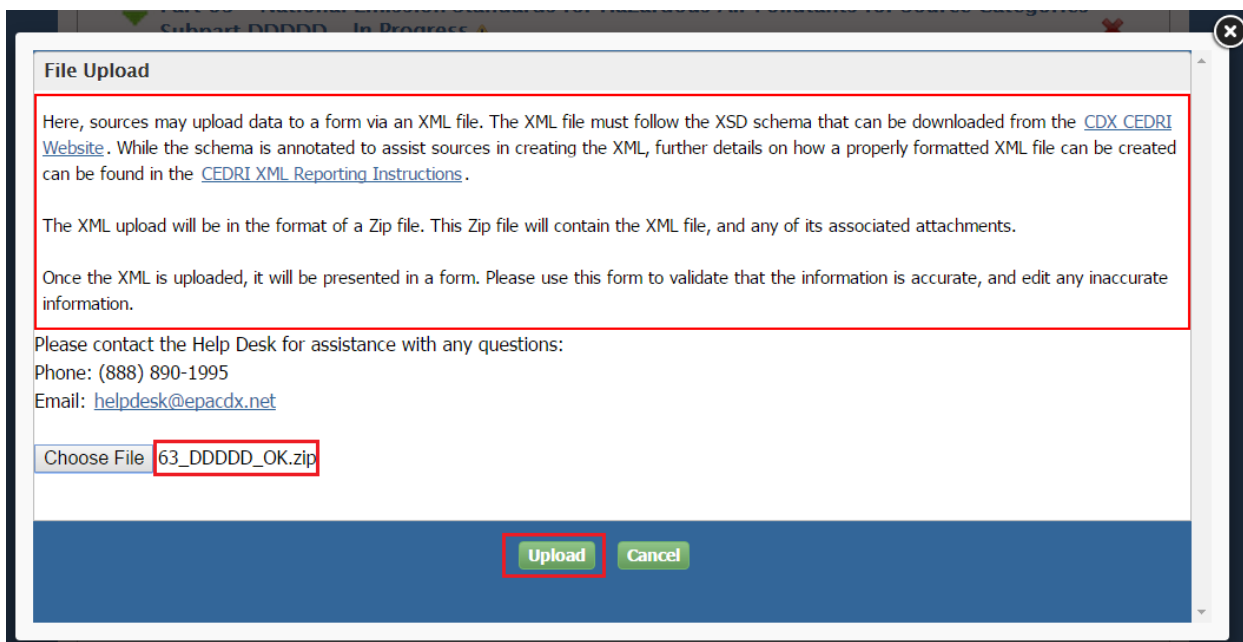 Subpart DDDDD – In Progress
File Upload
Here, sources may upload data to a form via an XML file. The XML file must follow the XSD schema that can be downloaded from the CDX CEDRI
Website. While the schema is annotated to assist sources in creating the XML, further details on how a properly formatted XML file can be created
can be found in the CEDRI XML Reporting Instructions.
The XML upload will be in the format of a Zip file. This Zip file will contain the XML file, and any of its associated attachments.
Once the XML is uploaded, it will be presented in a form. Please use this form to validate that the information is accurate, and edit any inaccurate
information.
Please contact the Help Desk for assistance with any questions:
Phone: (888) 890-1995
Email: helpdesk@epacdx.net
Choose File 63_DDDDD_OK.zip
Upload Cancel